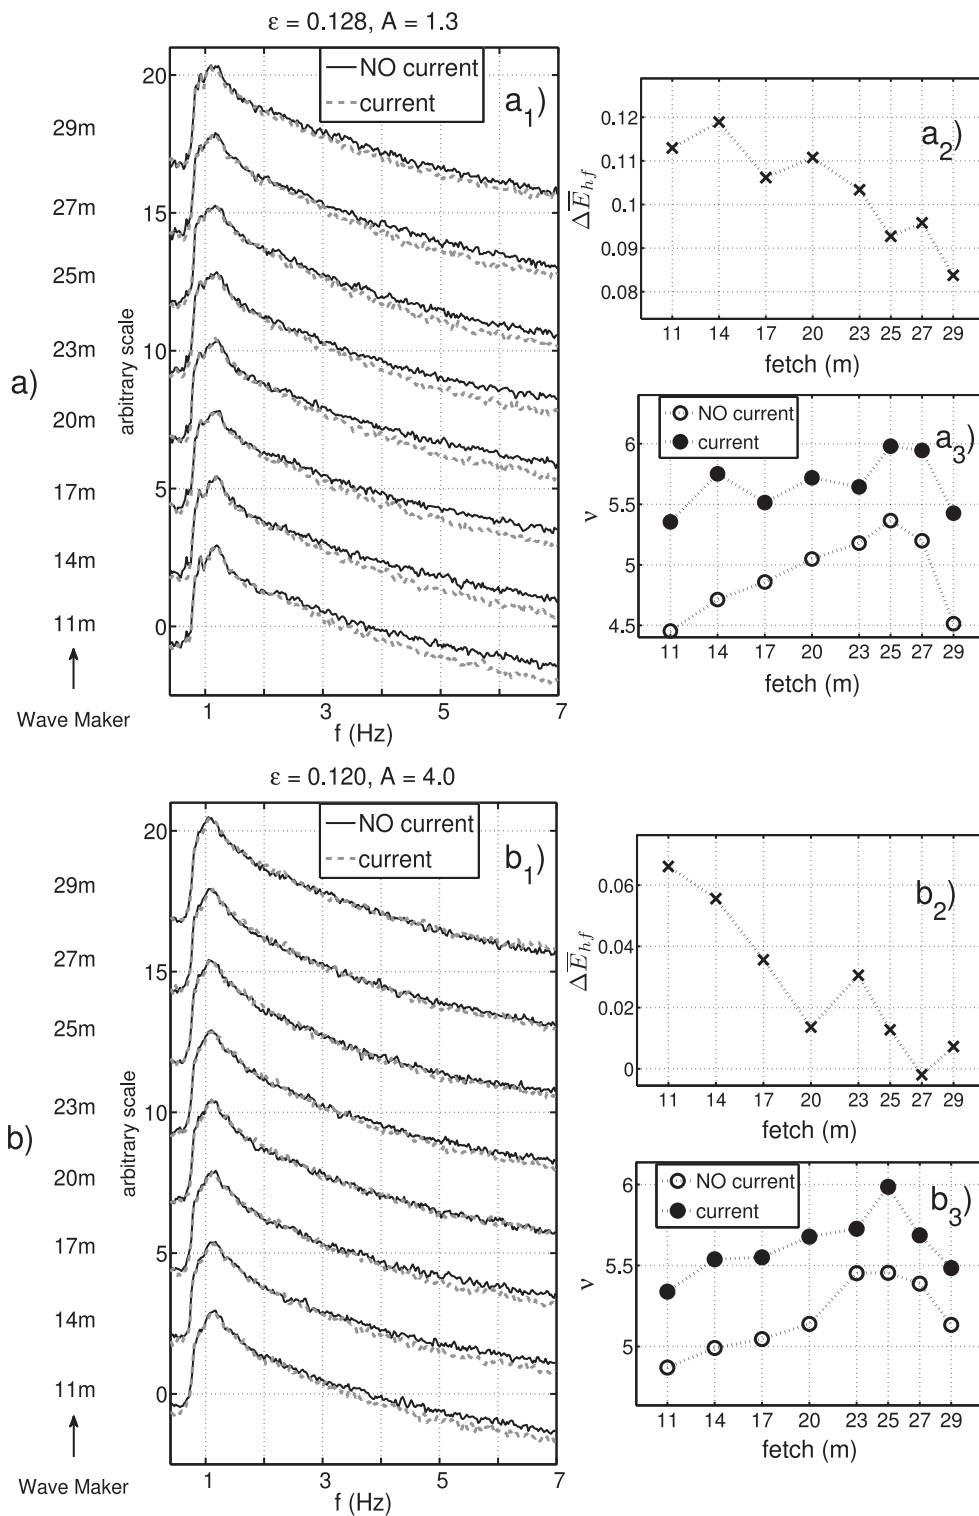 ε = 0.128, A = 1.3
a)
arbitrary scale
20
15
10
5
0
29m
27m
25m
23m
20m
17m
14m
11m
Wave Maker
NO current
current
a1)
1 3 5 7
f (Hz)
a2)
ΔE̅hf
0.12
0.11
0.1
0.09
0.08
11 14 17 20 23 25 27 29
fetch (m)
NO current
current
a3)
ν
6
5.5
5
4.5
11 14 17 20 23 25 27 29
fetch (m)
ε = 0.120, A = 4.0
b)
arbitrary scale
20
15
10
5
0
29m
27m
25m
23m
20m
17m
14m
11m
Wave Maker
NO current
current
b1)
1 3 5 7
f (Hz)
b2)
ΔE̅hf
0.06
0.04
0.02
0
11 14 17 20 23 25 27 29
fetch (m)
NO current
current
b3)
ν
6
5.5
5
11 14 17 20 23 25 27 29
fetch (m)